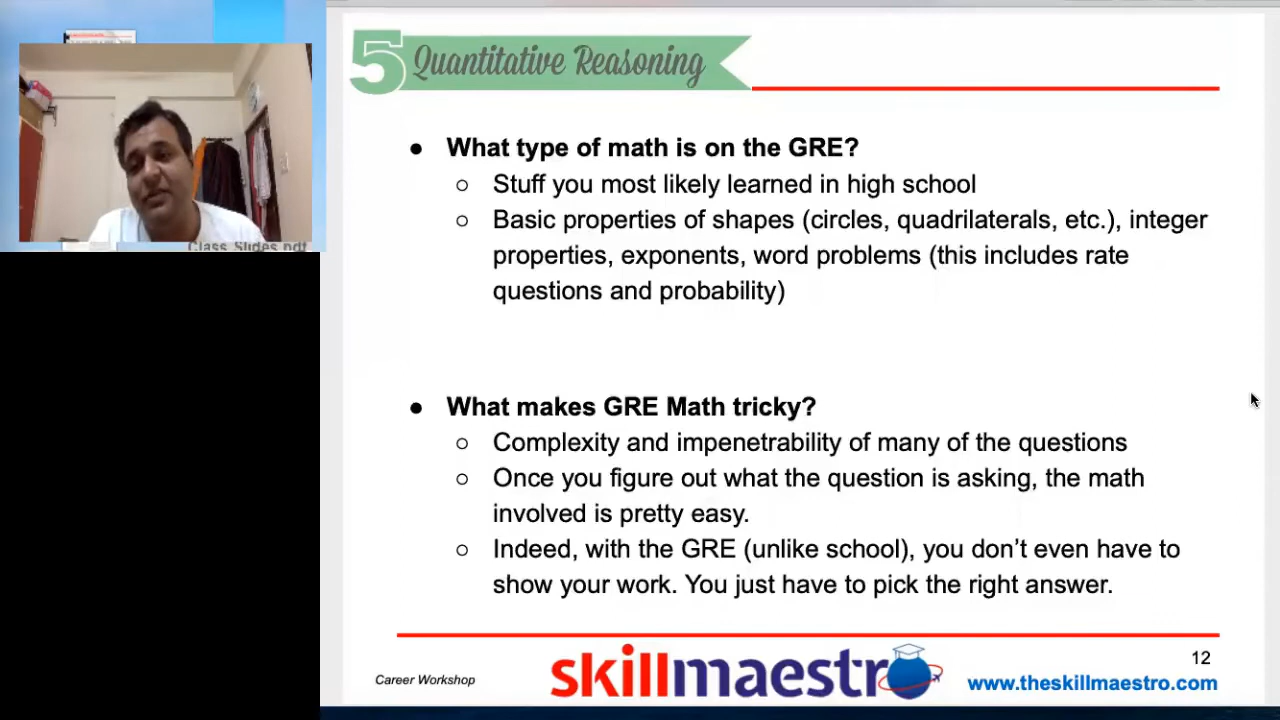 5 Quantitative Reasoning
● What type of math is on the GRE?
○ Stuff you most likely learned in high school
○ Basic properties of shapes (circles, quadrilaterals, etc.), integer
properties, exponents, word problems (this includes rate
questions and probability)
Class Slides.pdf
● What makes GRE Math tricky?
○ Complexity and impenetrability of many of the questions
○ Once you figure out what the question is asking, the math
involved is pretty easy.
○ Indeed, with the GRE (unlike school), you don't even have to
show your work. You just have to pick the right answer.
12
Career Workshop
skillmaestro
www.theskillmaestro.com